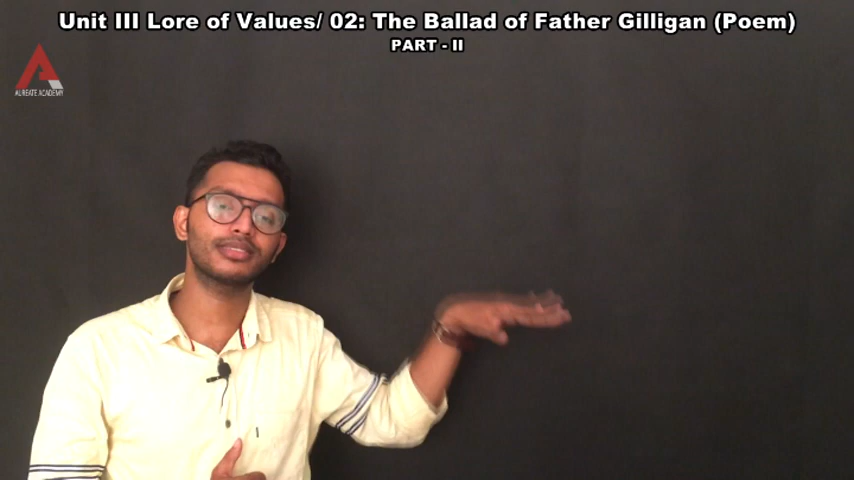 Unit III Lore of Values/ 02: The Ballad of Father Gilligan (Poem)
PART - II
AUREATE ACADEMY